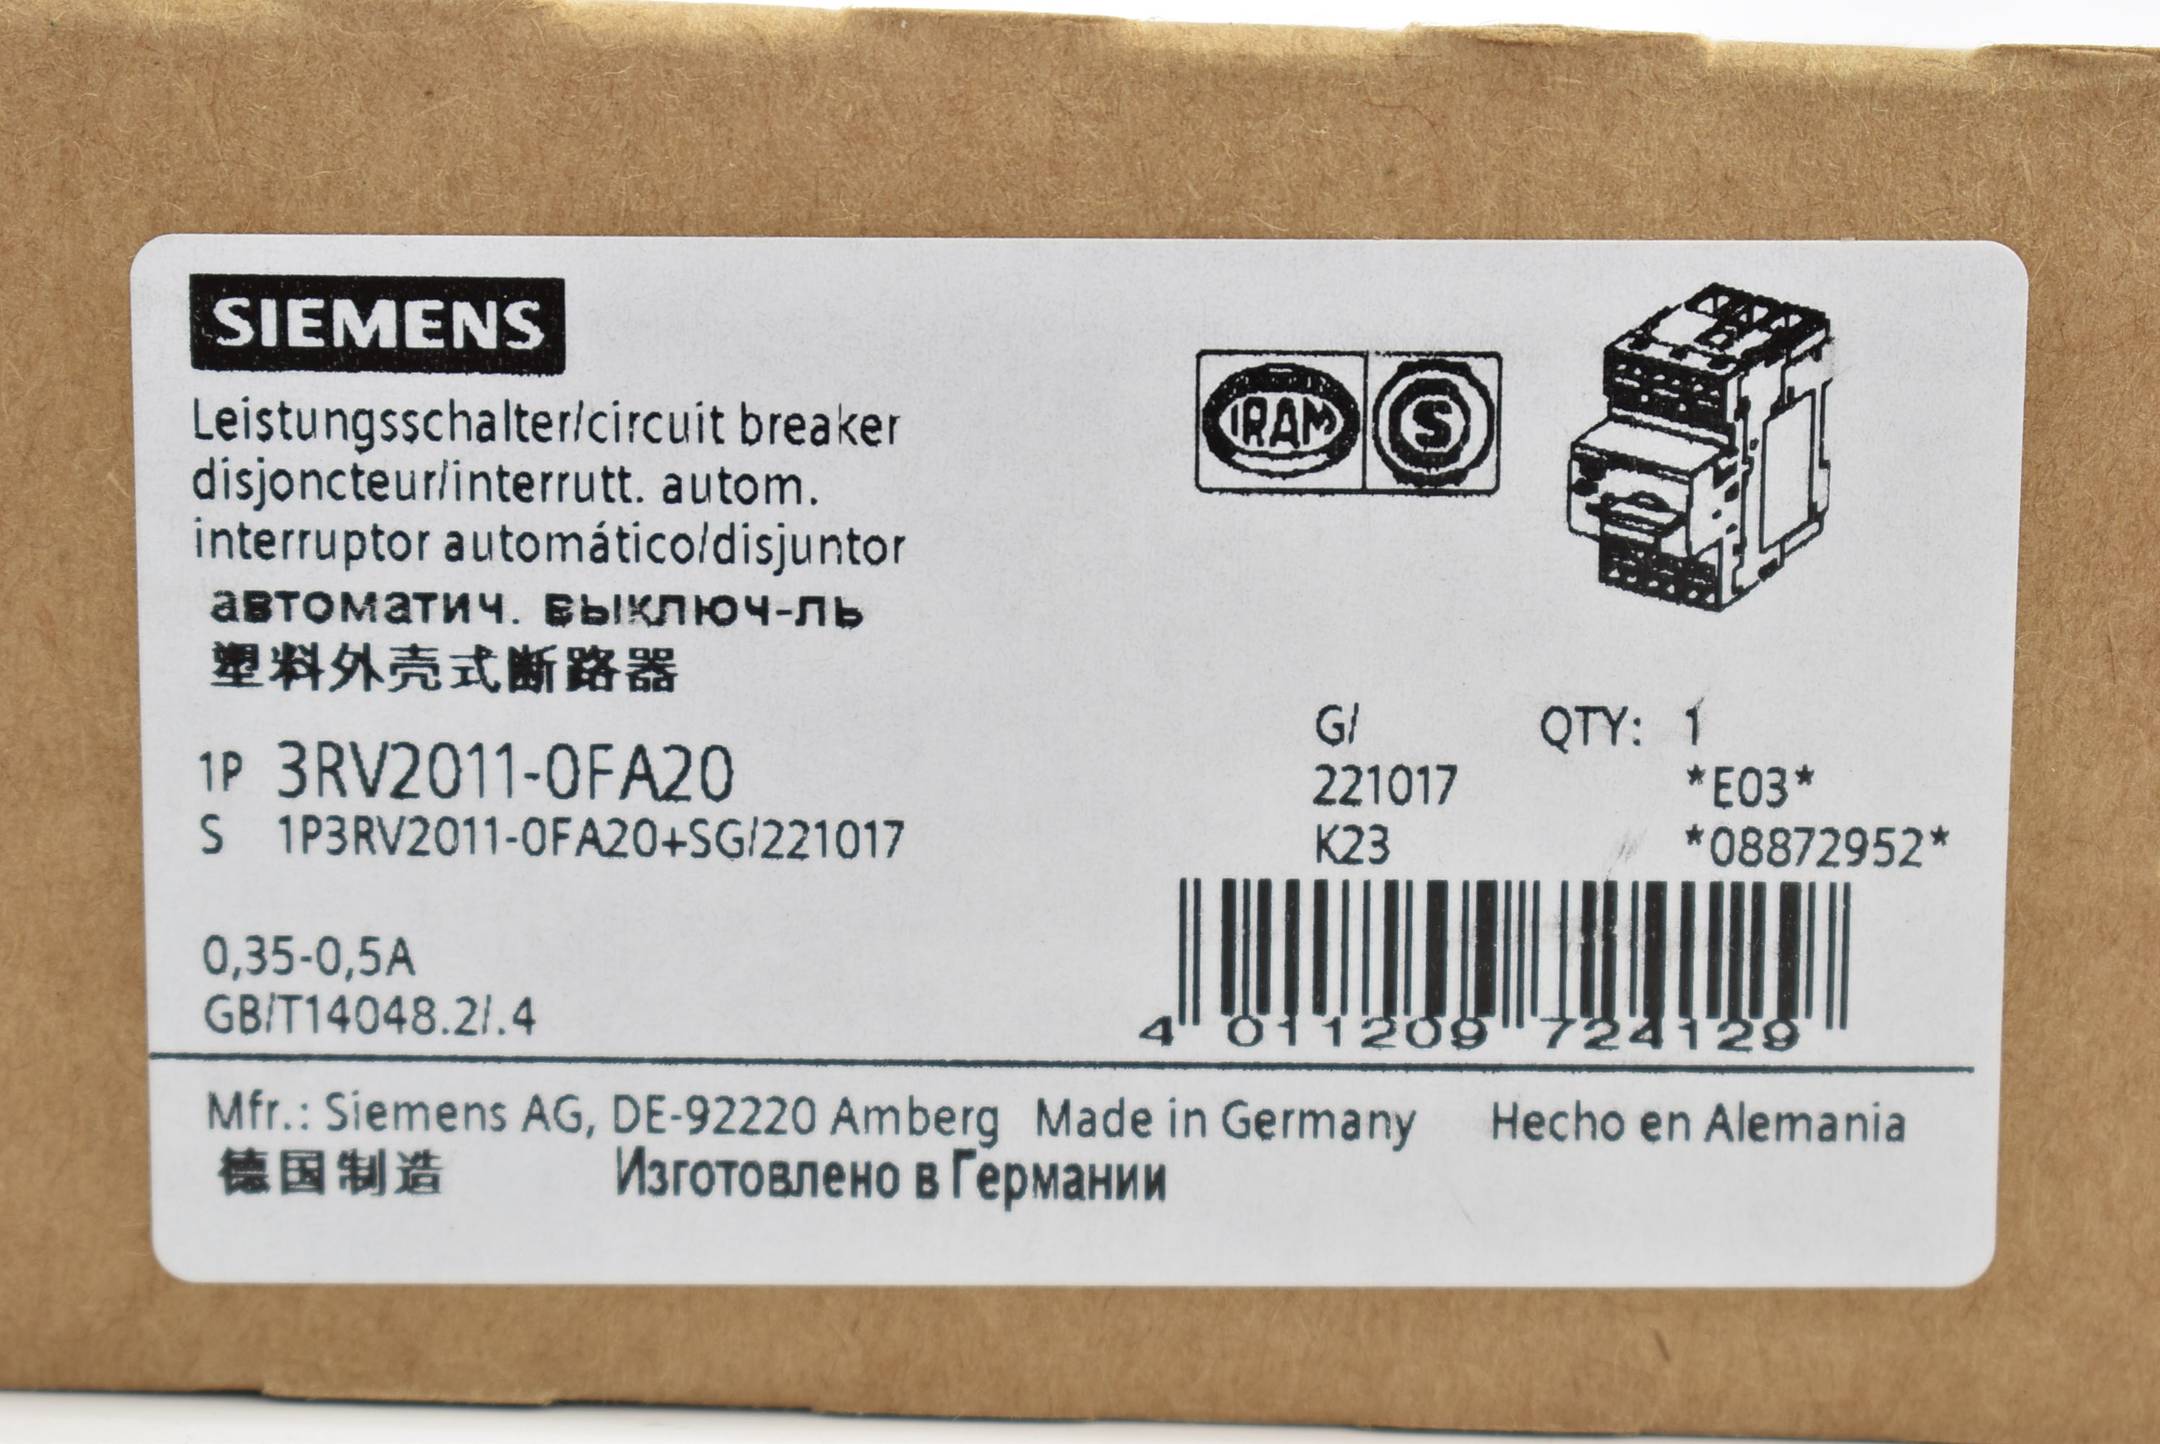 SIEMENS
Leistungsschalter/circuit breaker
disjoncteur/interrutt. autom.
interruptor automático/disjuntor
автоматич. выключ-ль
塑料外壳式断路器
IRAM S
1P 3RV2011-0FA20
S 1P3RV2011-0FA20+SG/221017
G/ QTY: 1
221017 *E03*
K23 *08872952*
0,35-0,5A
GB/T14048.2/.4
4 011209 724129
Mfr.: Siemens AG, DE-92220 Amberg Made in Germany Hecho en Alemania
德国制造 Изготовлено в Германии